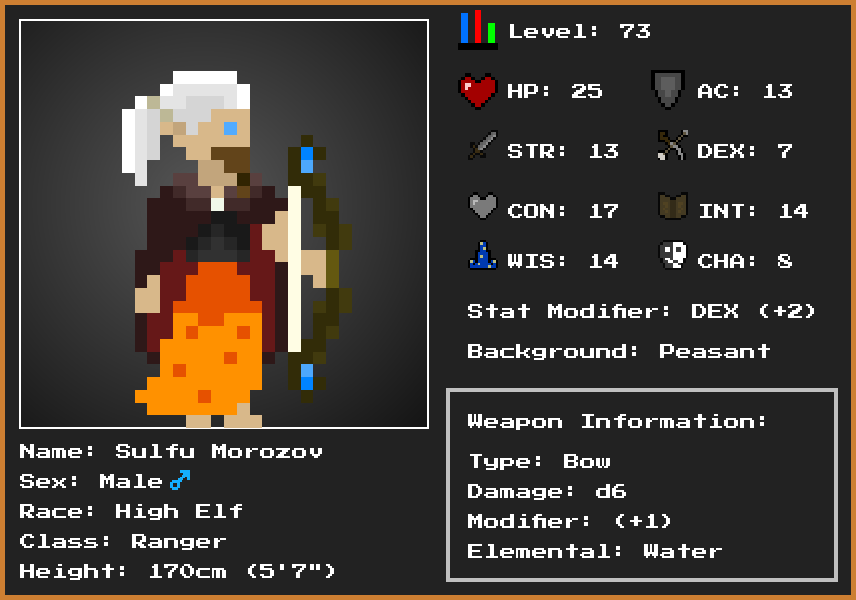 Level: 73
HP: 25
AC: 13
STR: 13
DEX: 7
CON: 17
INT: 14
WIS: 14
CHA: 8
Stat Modifier: DEX (+2)
Background: Peasant
Name: Sulfu Morozov
Sex: Male ♂
Race: High Elf
Class: Ranger
Height: 170cm (5'7")
Weapon Information:
Type: Bow
Damage: d6
Modifier: (+1)
Elemental: Water